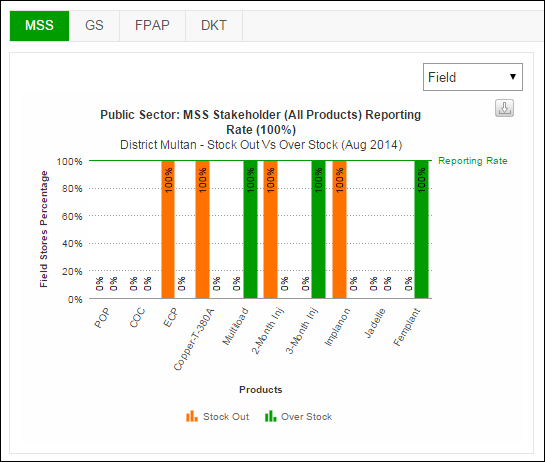 MSS GS FPAP DKT
Field
Public Sector: MSS Stakeholder (All Products) Reporting
Rate (100%)
District Multan - Stock Out Vs Over Stock (Aug 2014)
Reporting Rate
Field Stores Percentage
100%
80%
60%
40%
20%
0%
0% 0% 0% 0% 100% 0% 100% 0% 0% 100% 100% 0% 0% 100% 100% 0% 0% 0% 0% 100%
POP COC ECP Copper-T-380A Multiload 2-Month Inj 3-Month Inj Implanon Jadelle Femplant
Products
Stock Out Over Stock